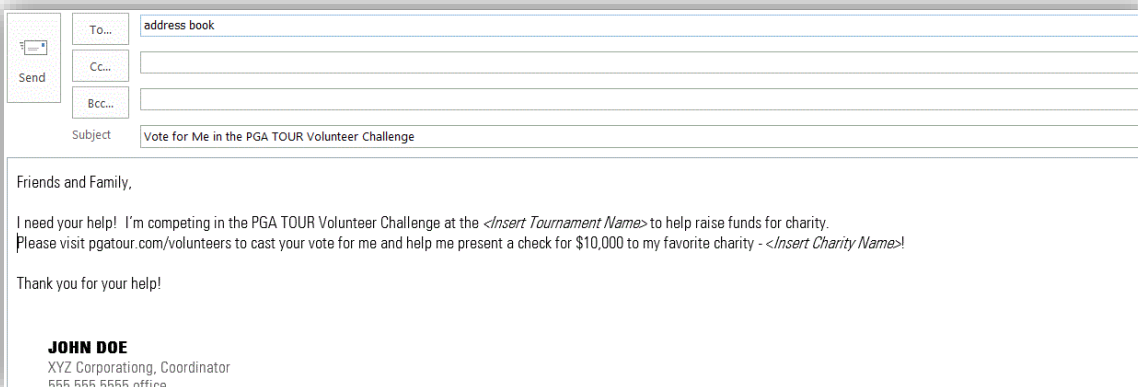 To...
address book
Send
Cc...
Bcc...
Subject
Vote for Me in the PGA TOUR Volunteer Challenge
Friends and Family,
I need your help!  I'm competing in the PGA TOUR Volunteer Challenge at the <Insert Tournament Name> to help raise funds for charity.
Please visit pgatour.com/volunteers to cast your vote for me and help me present a check for $10,000 to my favorite charity - <Insert Charity Name>!
Thank you for your help!
JOHN DOE
XYZ Corporationg, Coordinator
555.555.5555 office